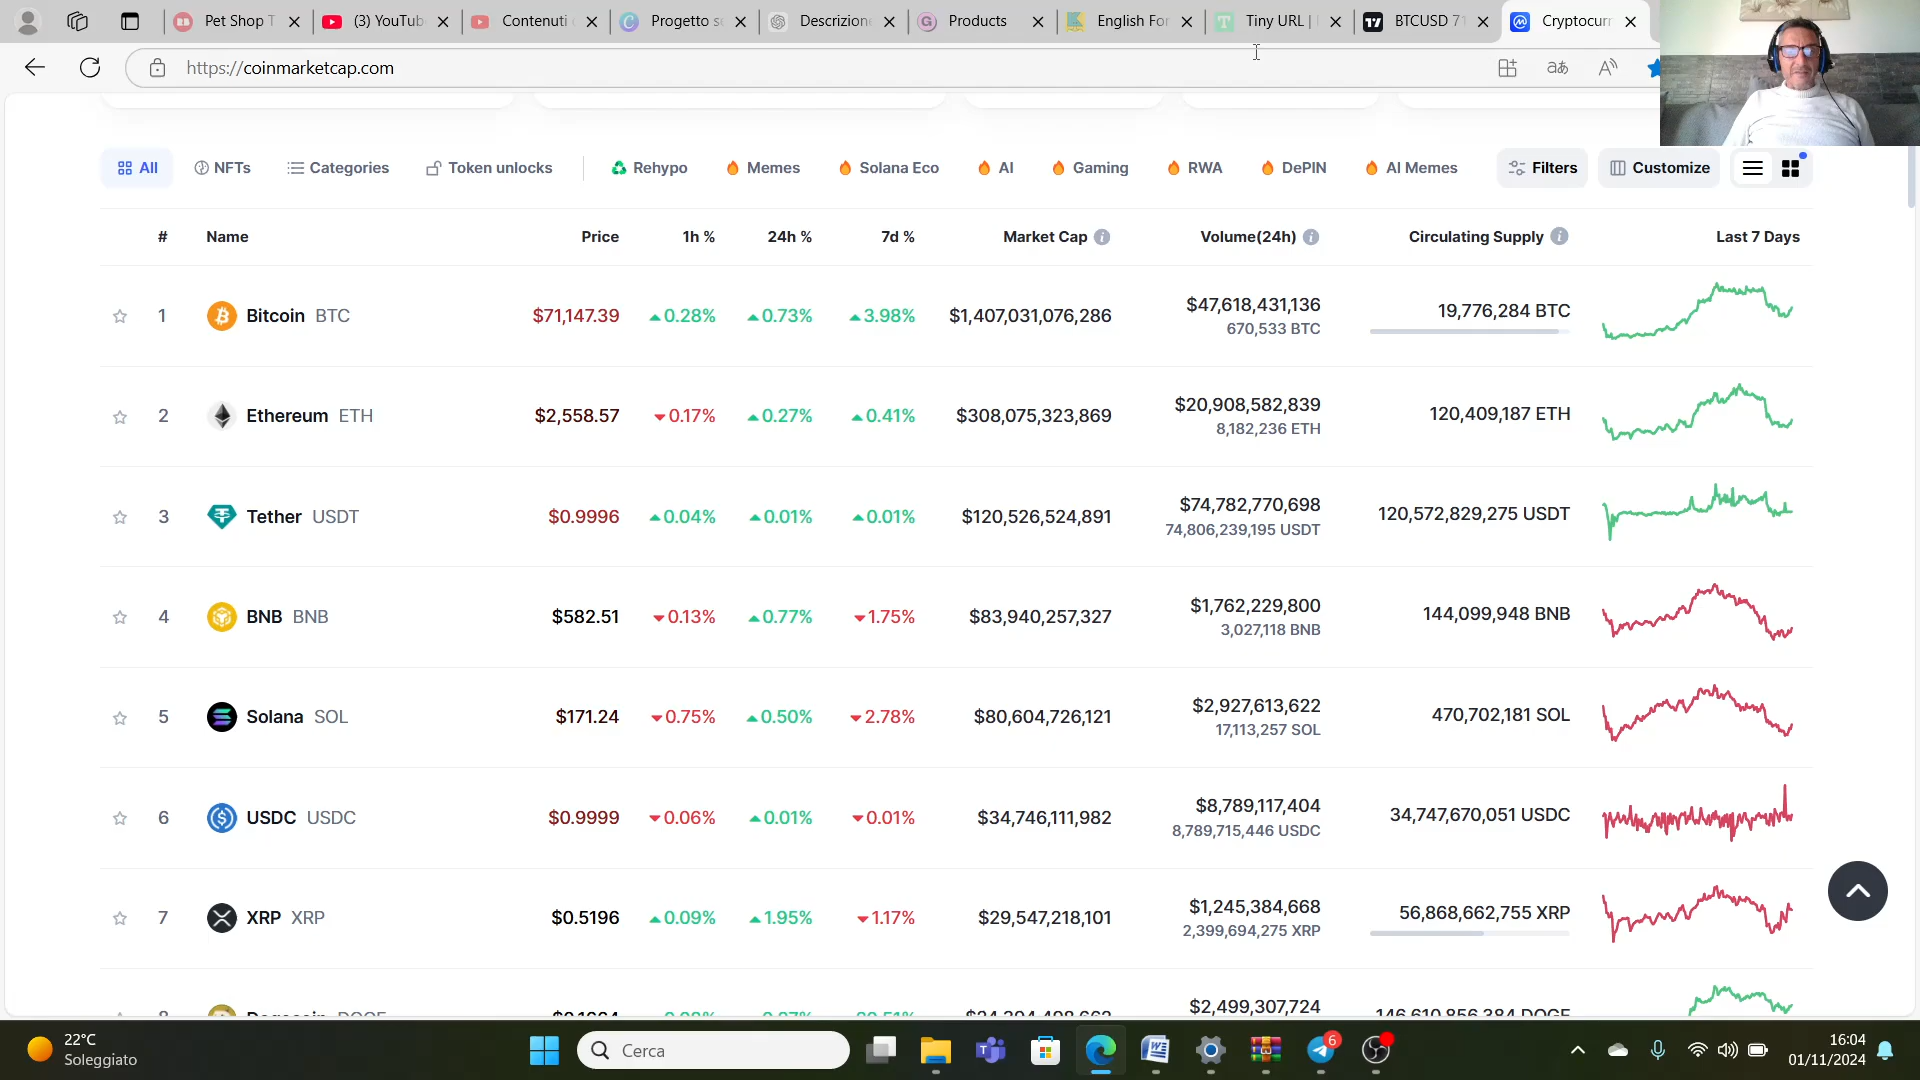 Pet Shop T
(3) YouTub
Contenuti
Progetto s
Descrizion
Products
English For
Tiny URL |
BTCUSD 71
Cryptocurr
https://coinmarketcap.com
All NFTs Categories Token unlocks Rehypo Memes Solana Eco AI Gaming RWA DePIN AI Memes Filters Customize
# Name Price 1h % 24h % 7d % Market Cap Volume(24h) Circulating Supply Last 7 Days
1 Bitcoin BTC $71,147.39 0.28% 0.73% 3.98% $1,407,031,076,286 $47,618,431,136 19,776,284 BTC
670,533 BTC
2 Ethereum ETH $2,558.57 0.17% 0.27% 0.41% $308,075,323,869 $20,908,582,839 120,409,187 ETH
8,182,236 ETH
3 Tether USDT $0.9996 0.04% 0.01% 0.01% $120,526,524,891 $74,782,770,698 120,572,829,275 USDT
74,806,239,195 USDT
4 BNB BNB $582.51 0.13% 0.77% 1.75% $83,940,257,327 $1,762,229,800 144,099,948 BNB
3,027,118 BNB
5 Solana SOL $171.24 0.75% 0.50% 2.78% $80,604,726,121 $2,927,613,622 470,702,181 SOL
17,113,257 SOL
6 USDC USDC $0.9999 0.06% 0.01% 0.01% $34,746,111,982 $8,789,117,404 34,747,670,051 USDC
8,789,715,446 USDC
7 XRP XRP $0.5196 0.09% 1.95% 1.17% $29,547,218,101 $1,245,384,668 56,868,662,755 XRP
2,399,694,275 XRP
8 Dogecoin DOGE $2,499,307,724 146,610,856,384 DOGE
22°C
Soleggiato
Cerca
6
16:04
01/11/2024